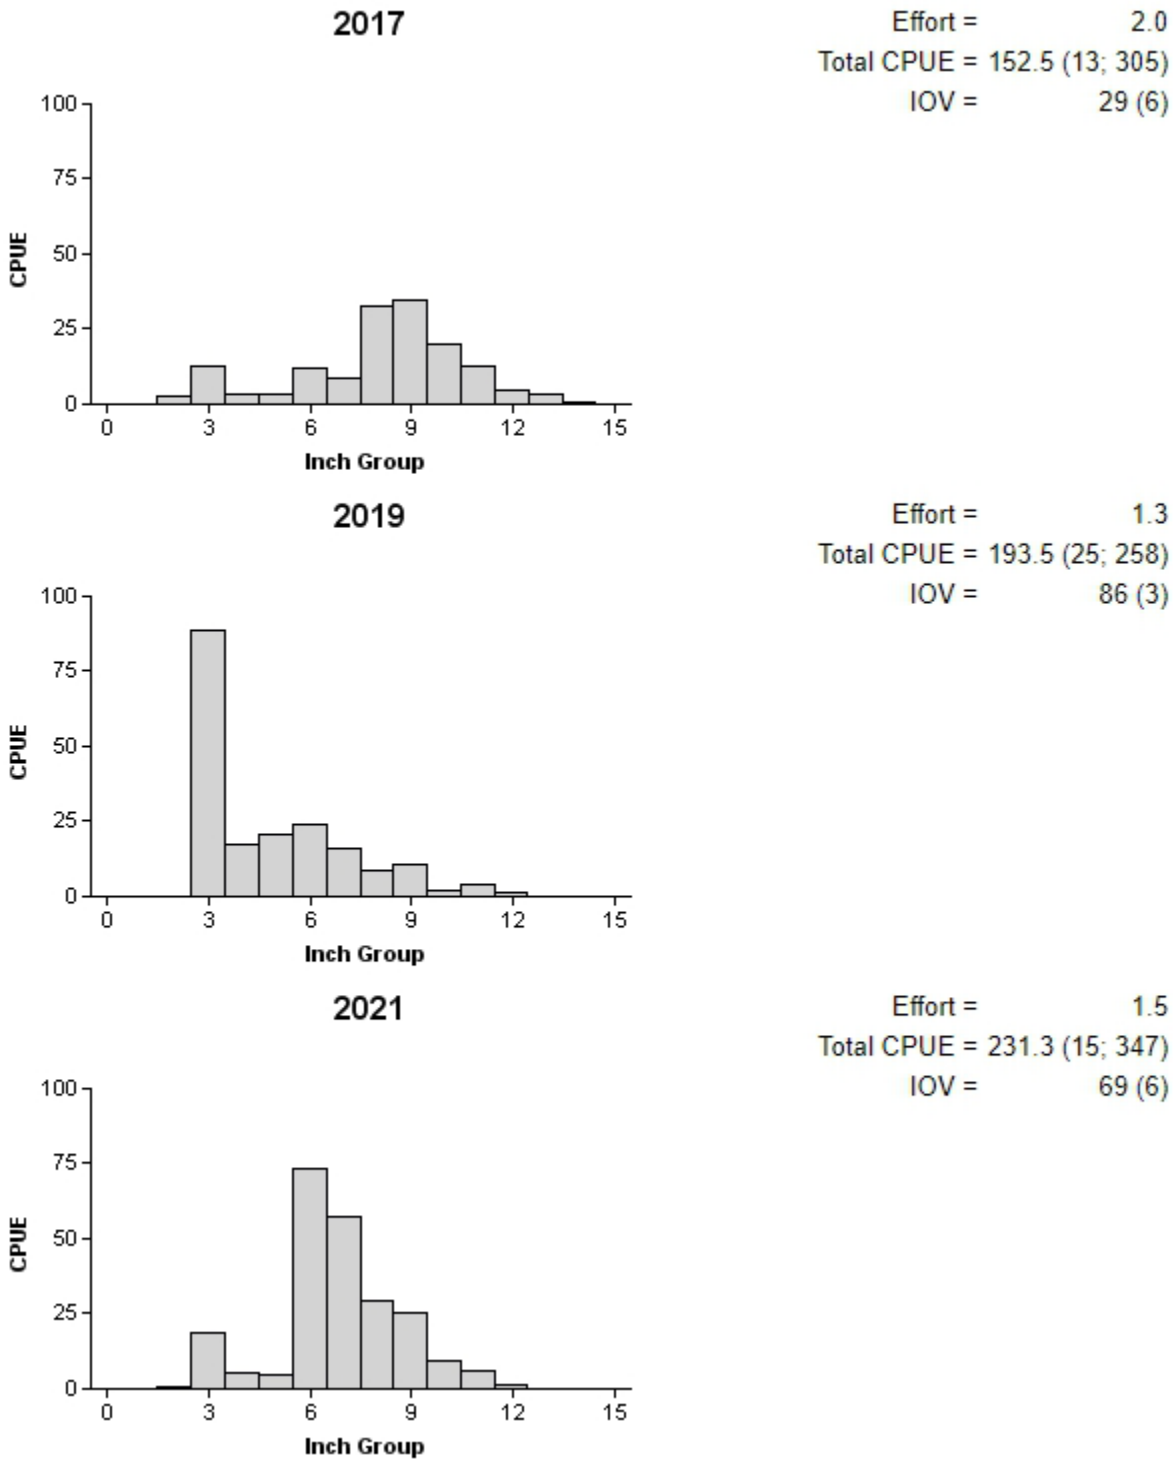 2017
Effort = 2.0
Total CPUE = 152.5 (13; 305)
IOV = 29 (6)
100
75
50
25
0
CPUE
0 3 6 9 12 15
Inch Group
2019
Effort = 1.3
Total CPUE = 193.5 (25; 258)
IOV = 86 (3)
100
75
50
25
0
CPUE
0 3 6 9 12 15
Inch Group
2021
Effort = 1.5
Total CPUE = 231.3 (15; 347)
IOV = 69 (6)
100
75
50
25
0
CPUE
0 3 6 9 12 15
Inch Group